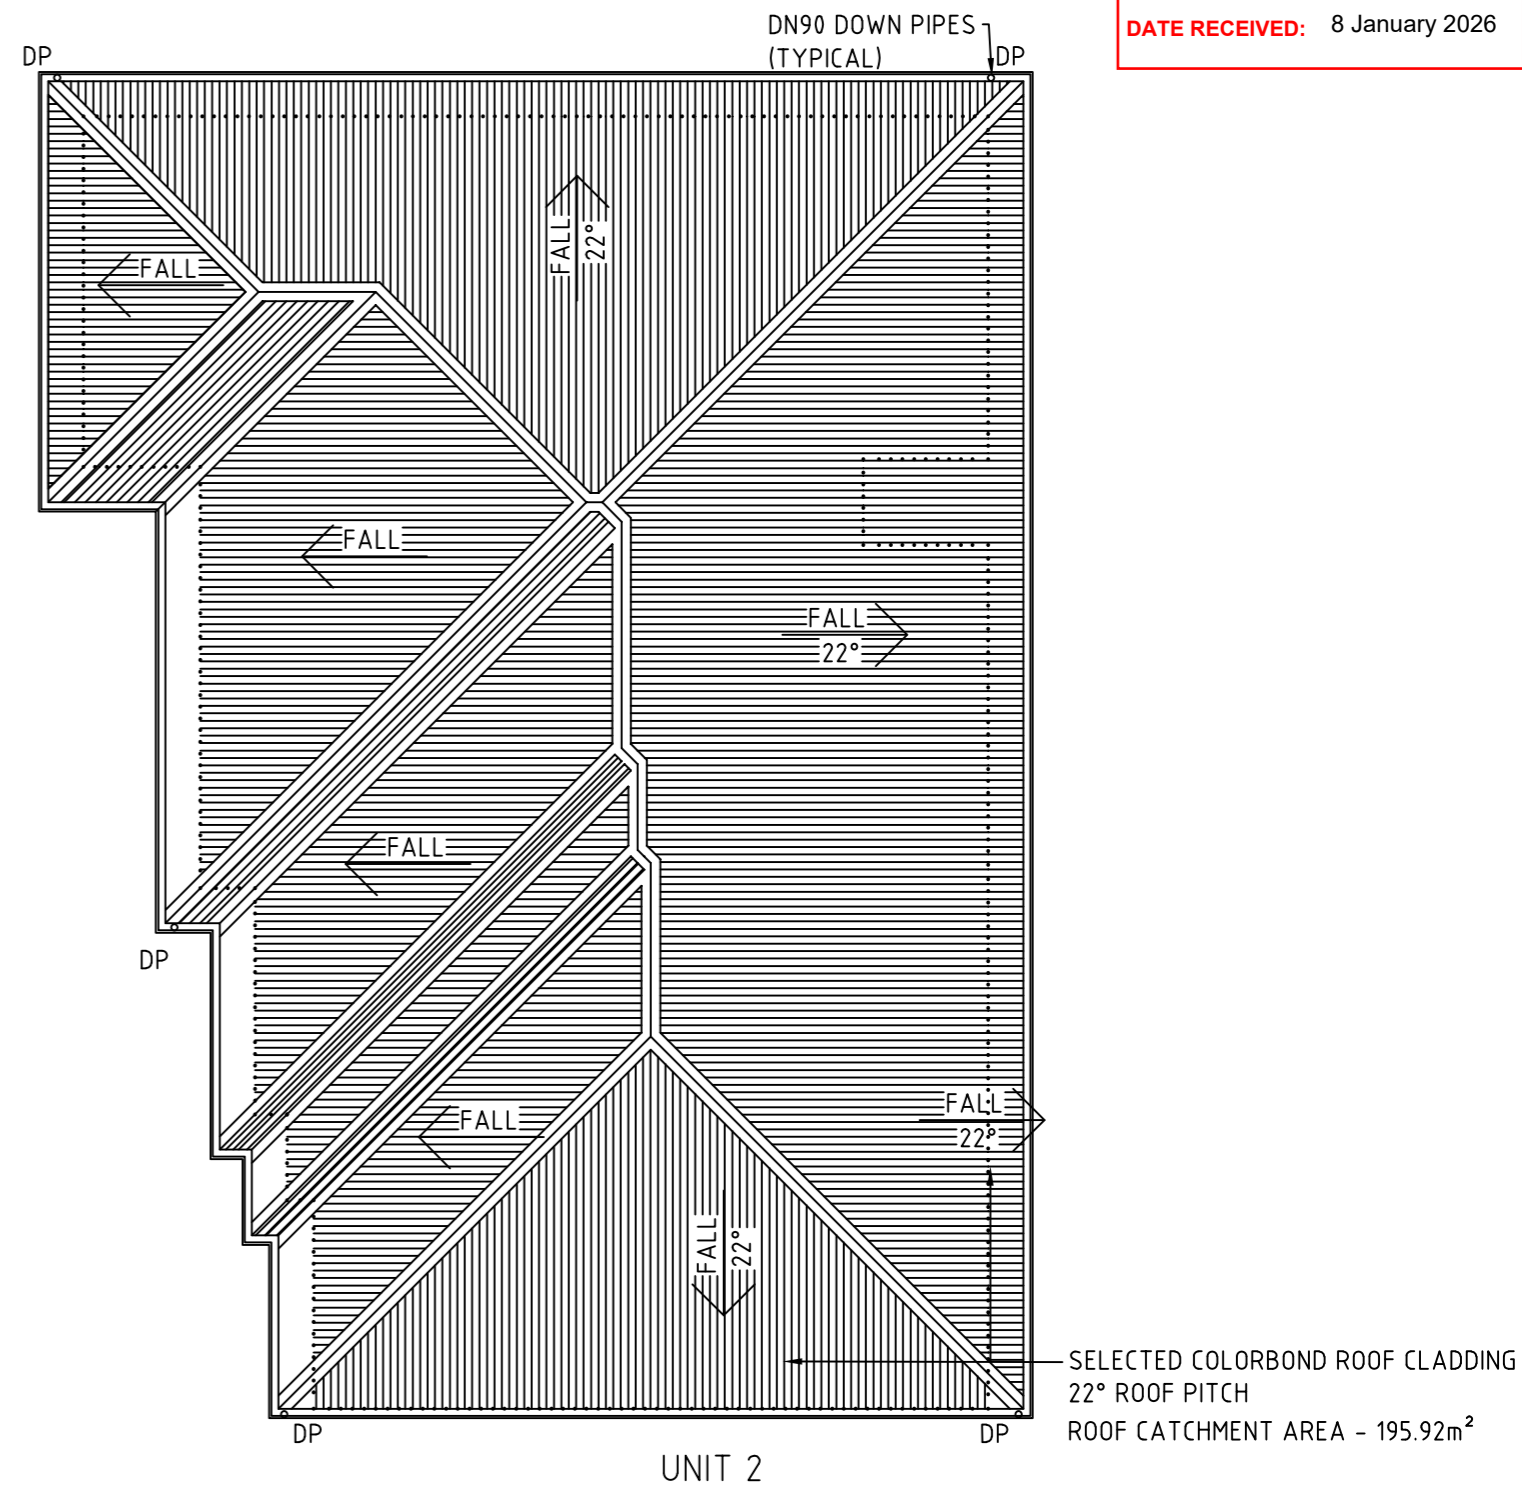 DATE RECEIVED: 8 January 2026
DN90 DOWN PIPES
(TYPICAL)
DP
DP
FALL
22°
FALL
FALL
FALL
22°
FALL
FALL
22°
FALL
FALL
22°
DP
SELECTED COLORBOND ROOF CLADDING
22° ROOF PITCH
ROOF CATCHMENT AREA - 195.92m²
DP
DP
UNIT 2